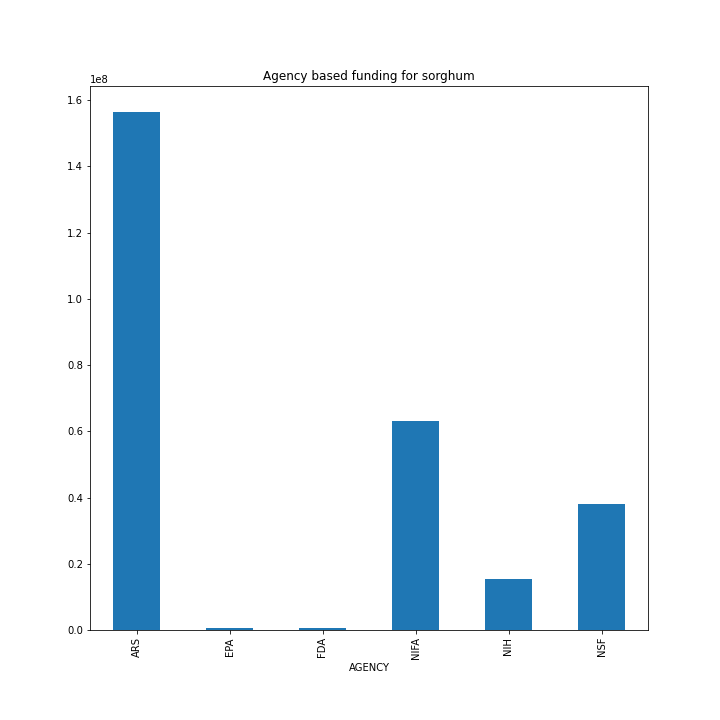 Agency based funding for sorghum
1e8
1.6
1.4
1.2
1.0
0.8
0.6
0.4
0.2
0.0
ARS
EPA
FDA
NIFA
NIH
NSF
AGENCY